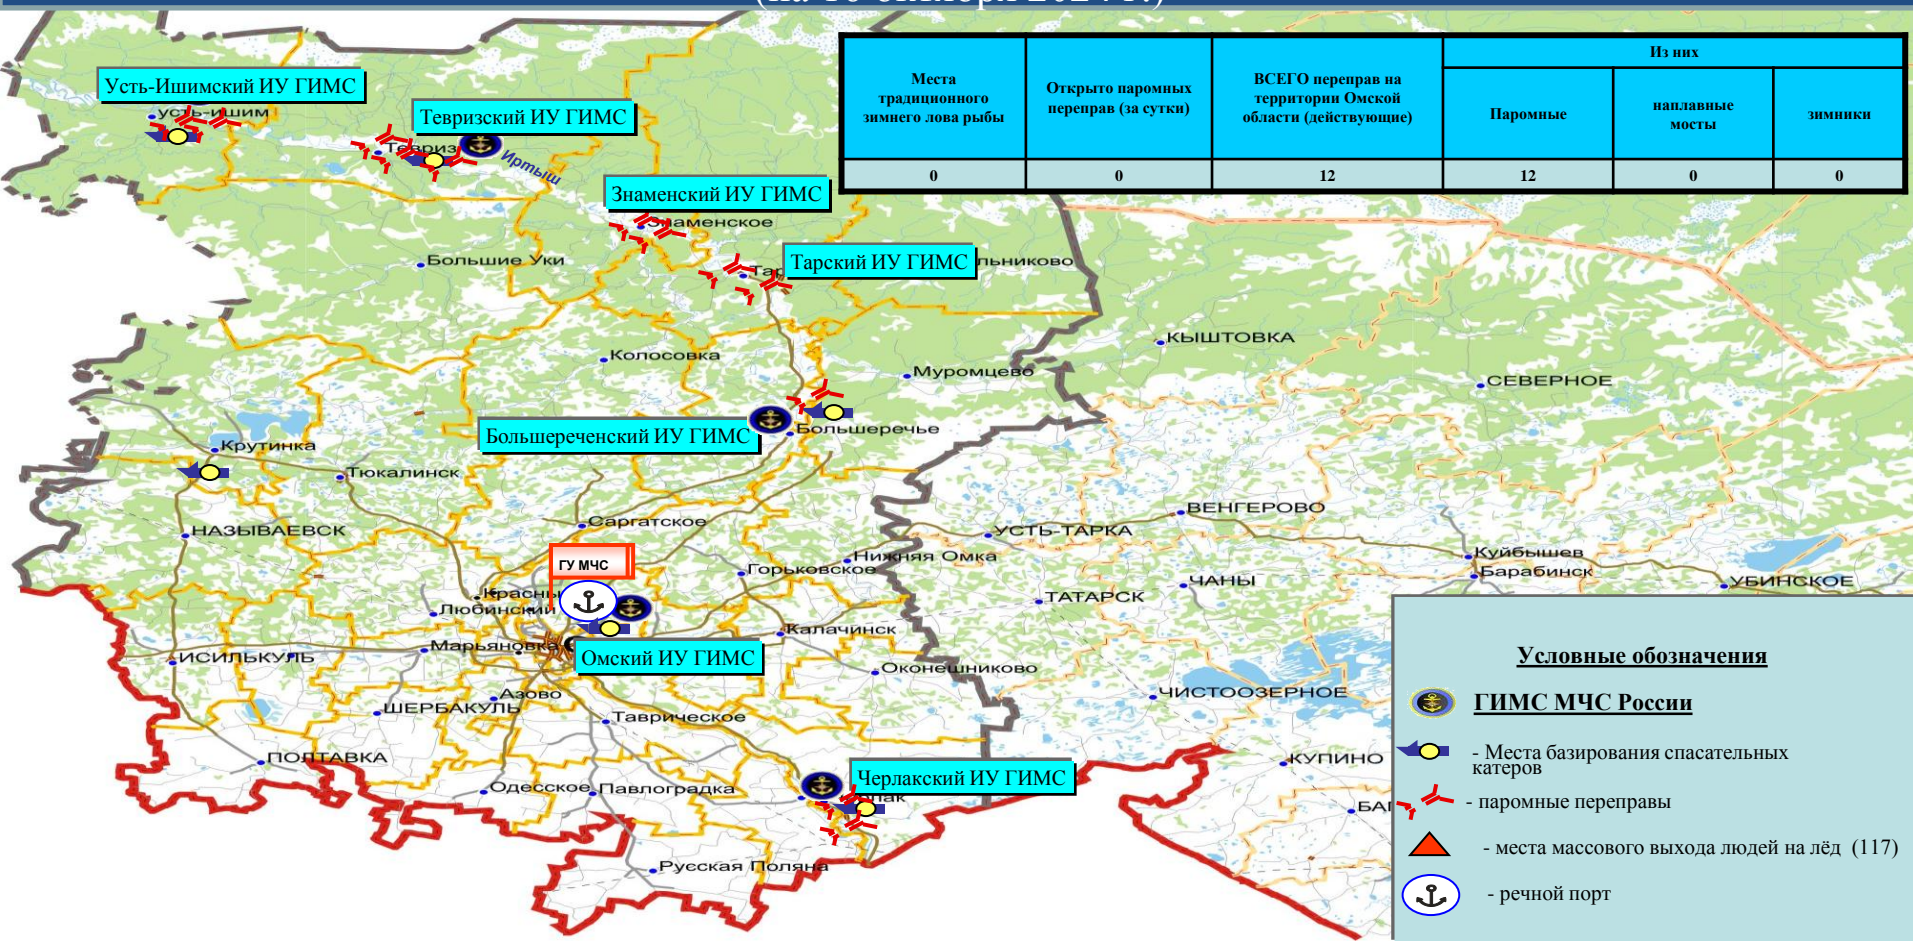 Усть-Ишимский ИУ ГИМС
усть-ишим
Тевризский ИУ ГИМС
Тевриз
Иртыш
Знаменский ИУ ГИМС
Знаменское
Большие Уки
Тарский ИУ ГИМС
Места традиционного зимнего лова рыбы
Открыто паромных переправ (за сутки)
ВСЕГО переправ на территории Омской области (действующие)
Из них
Паромные
наплавные мосты
зимники
0
0
12
12
0
0
Колосовка
Муромцево
КЫШТОВКА
СЕВЕРНОЕ
Большереченский ИУ ГИМС
Большеречье
Крутинка
Тюкалинск
НАЗЫВАЕВСК
Саргатское
ВЕНГЕРОВО
УСТЬ-ТАРКА
Нижняя Омка
Куйбышев
Барабинск
УБИНСКОЕ
ГУ МЧС
Горьковское
ЧАНЫ
ТАТАРСК
Любинский
Марьяновка
ИСИЛЬКУЛЬ
Омский ИУ ГИМС
Калачинск
Оконешниково
ЧИСТООЗЕРНОЕ
Азово
ШЕРБАКУЛЬ
Таврическое
ПОЛТАВКА
КУПИНО
Одесское
Павлоградка
Черлакский ИУ ГИМС
Русская Поляна
Условные обозначения
ГИМС МЧС России
- Места базирования спасательных
катеров
- паромные переправы
- места массового выхода людей на лёд (117)
- речной порт